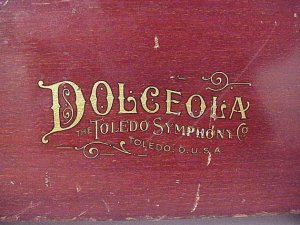 DOLCEOLA
THE TOLEDO SYMPHONY CO
TOLEDO. O. U.S.A